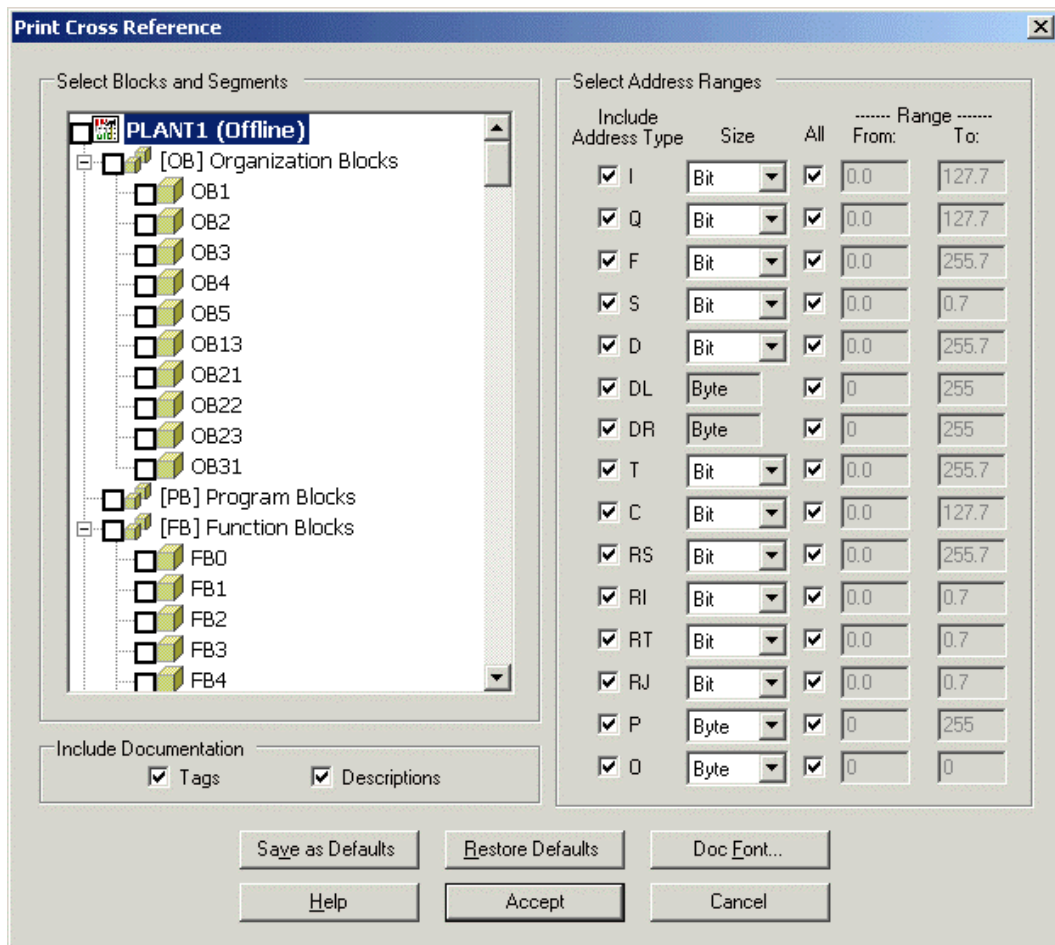 Print Cross Reference
Select Blocks and Segments
PLANT1 (Offline)
[OB] Organization Blocks
OB1
OB2
OB3
OB4
OB5
OB13
OB21
OB22
OB23
OB31
[PB] Program Blocks
[FB] Function Blocks
FB0
FB1
FB2
FB3
FB4
Include Documentation
Tags Descriptions
Select Address Ranges
Include ------- Range ------
Address Type Size All From: To:
I Bit 0.0 127.7
Q Bit 0.0 127.7
F Bit 0.0 255.7
S Bit 0.0 0.7
D Bit 0.0 255.7
DL Byte 0 255
DR Byte 0 255
T Bit 0.0 255.7
C Bit 0.0 127.7
RS Bit 0.0 255.7
RI Bit 0.0 0.7
RT Bit 0.0 0.7
RJ Bit 0.0 0.7
P Byte 0 255
O Byte 0 0
Save as Defaults Restore Defaults Doc Font...
Help Accept Cancel